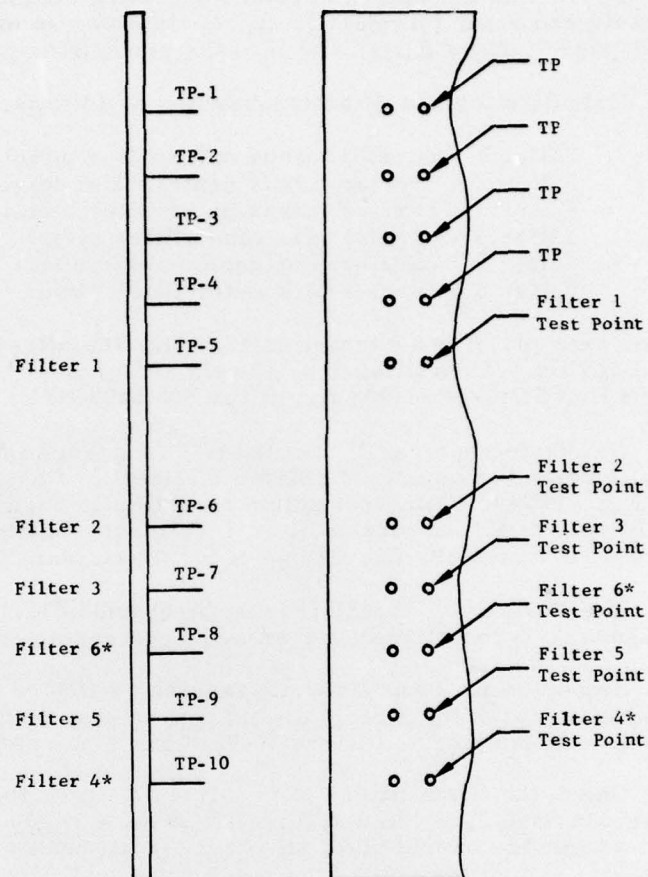 TP-1
TP-2
TP-3
TP-4
TP-5
Filter 1
TP-6
Filter 2
TP-7
Filter 3
TP-8
Filter 6*
TP-9
Filter 5
TP-10
Filter 4*
TP
TP
TP
TP
Filter 1
Test Point
Filter 2
Test Point
Filter 3
Test Point
Filter 6*
Test Point
Filter 5
Test Point
Filter 4*
Test Point